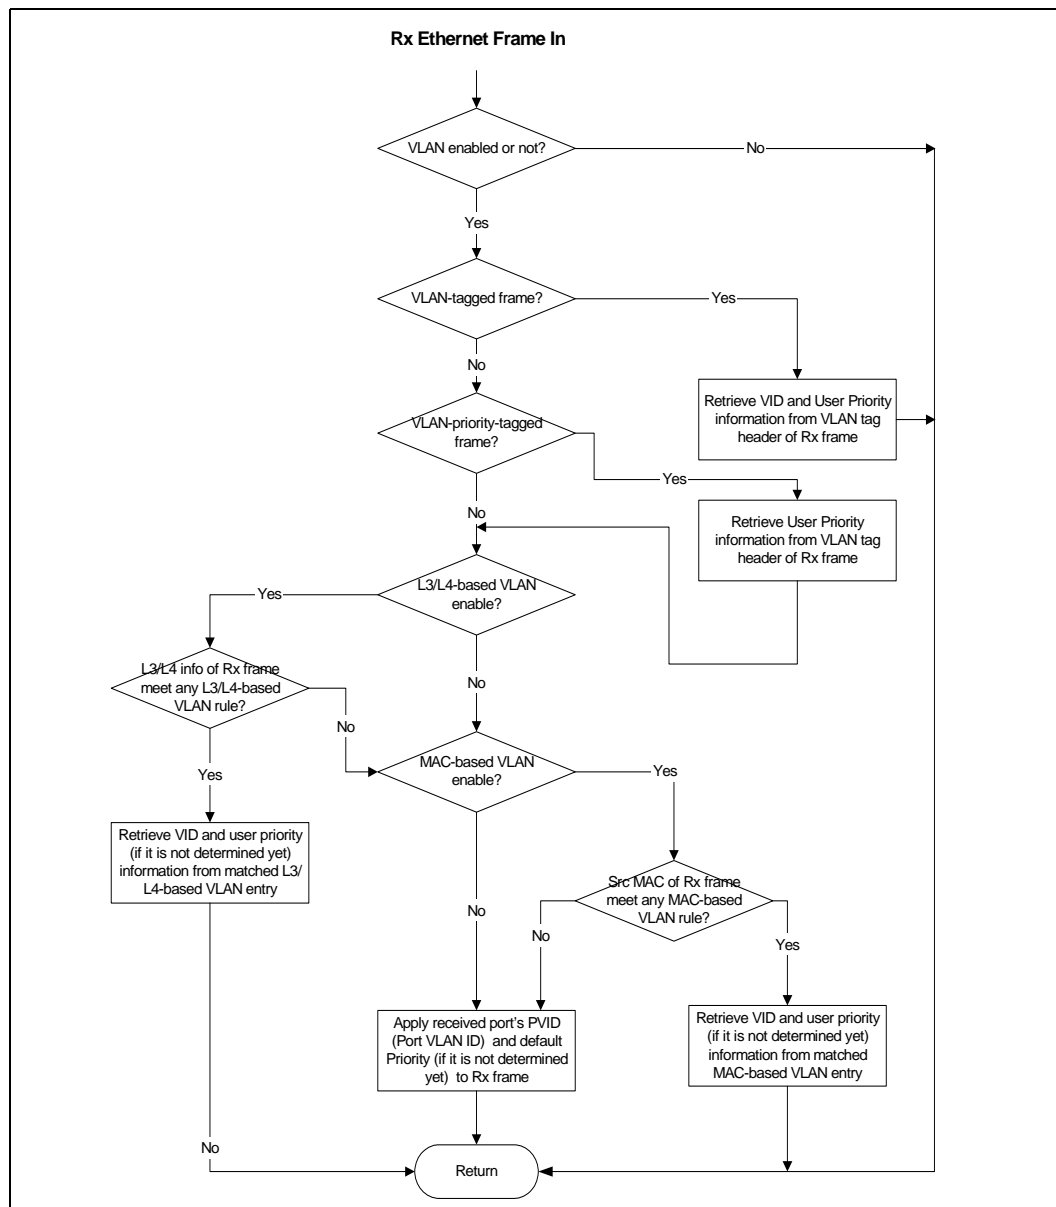 Rx Ethernet Frame In
VLAN enabled or not?
No
Yes
VLAN-tagged frame?
Yes
No
Retrieve VID and User Priority
information from VLAN tag
header of Rx frame
VLAN-priority-tagged
frame?
Yes
No
Retrieve User Priority
information from VLAN tag
header of Rx frame
L3/L4-based VLAN
enable?
Yes
L3/L4 info of Rx frame
meet any L3/L4-based
VLAN rule?
No
No
MAC-based VLAN
enable?
Yes
Yes
Retrieve VID and user priority
(if it is not determined yet)
information from matched L3/
L4-based VLAN entry
Src MAC of Rx frame
meet any MAC-based
VLAN rule?
No
No
Yes
Apply received port's PVID
(Port VLAN ID) and default
Priority (if it is not determined
yet) to Rx frame
Retrieve VID and user priority
(if it is not determined yet)
information from matched
MAC-based VLAN entry
No
Return